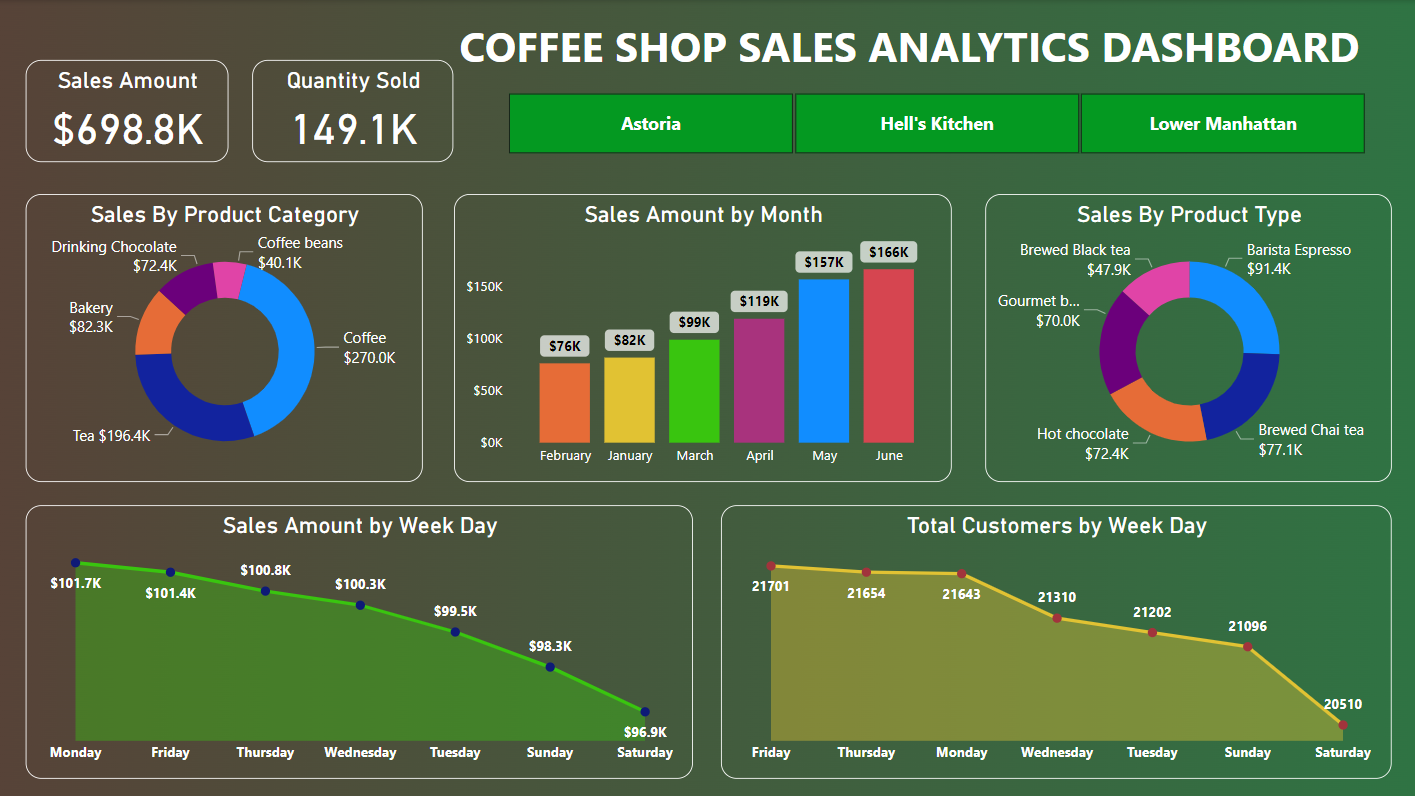 COFFEE SHOP SALES ANALYTICS DASHBOARD
Sales Amount
$698.8K
Quantity Sold
149.1K
Astoria
Hell's Kitchen
Lower Manhattan
Sales By Product Category
Drinking Chocolate
$72.4K
Coffee beans
$40.1K
Bakery
$82.3K
Coffee
$270.0K
Tea $196.4K
Sales Amount by Month
$150K
$100K
$50K
$0K
$76K
$82K
$99K
$119K
$157K
$166K
February
January
March
April
May
June
Sales By Product Type
Brewed Black tea
$47.9K
Barista Espresso
$91.4K
Gourmet b...
$70.0K
Hot chocolate
$72.4K
Brewed Chai tea
$77.1K
Sales Amount by Week Day
$101.7K
$101.4K
$100.8K
$100.3K
$99.5K
$98.3K
$96.9K
Monday
Friday
Thursday
Wednesday
Tuesday
Sunday
Saturday
Total Customers by Week Day
21701
21654
21643
21310
21202
21096
20510
Friday
Thursday
Monday
Wednesday
Tuesday
Sunday
Saturday